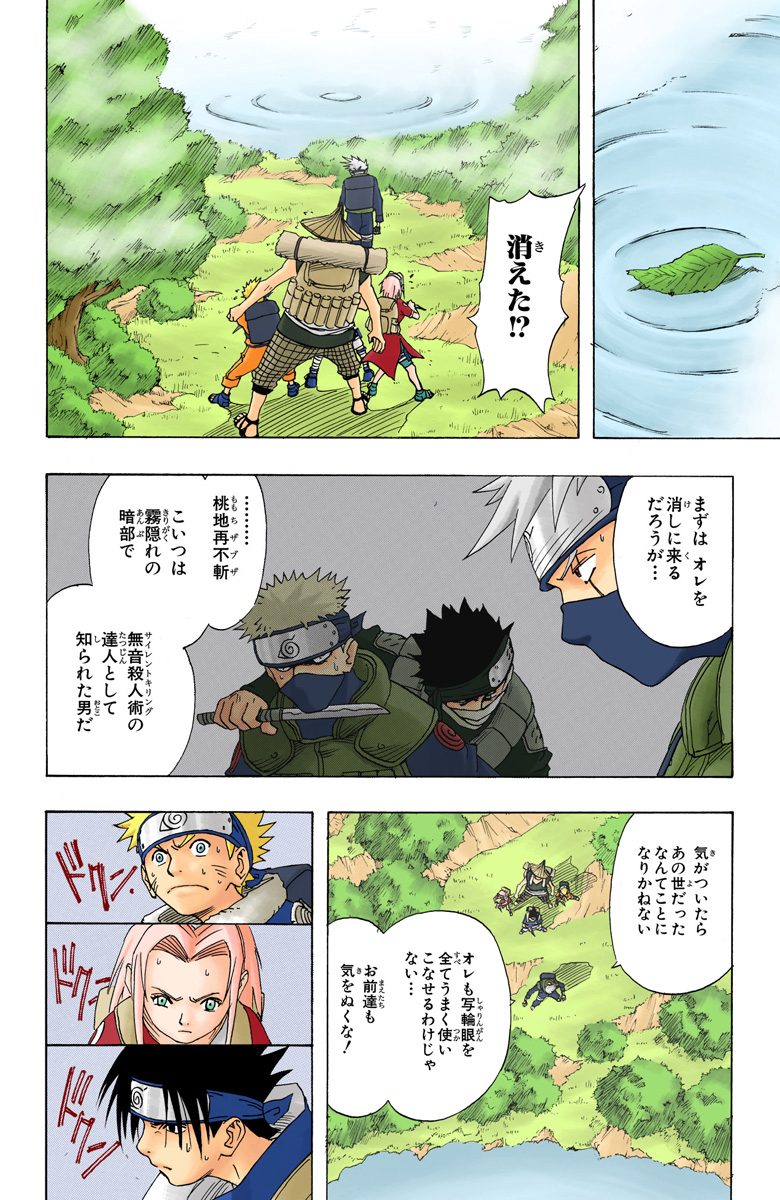 消えた!?
まずは オレを
消しに来る
だろうが…
………
桃地再不斬
こいつは
霧隠れの
暗部で
無音殺人術の
達人として
知られた男だ
気がついたら
あの世だった
なんてことに
なりかねない
オレも写輪眼を
全てうまく使い
こなせるわけじゃ
ない…
お前達も
気をぬくな!
ドクン
ドクン
ドクン